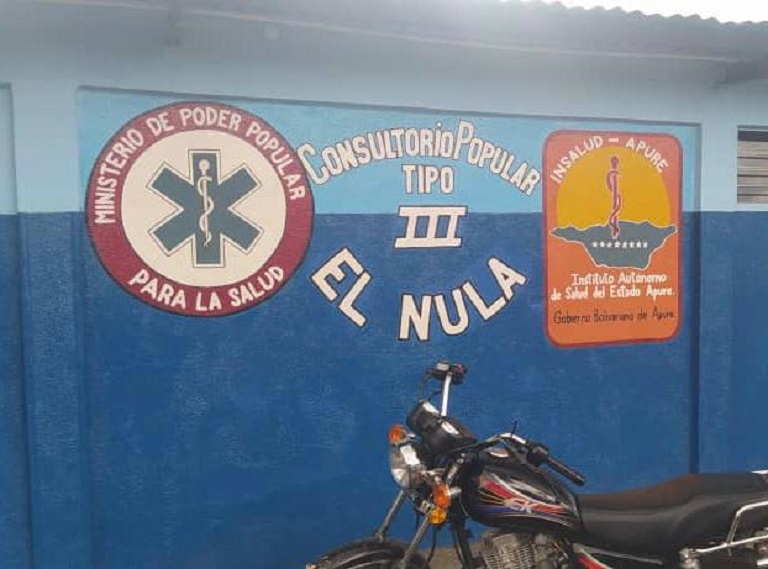 MINISTERIO DE PODER POPULAR
PARA LA SALUD
CONSULTORIO POPULAR
TIPO
III
EL NULA
INSALUD - APURE
Instituto Autónomo
de Salud del Estado Apure.
Gobierno Bolivariano de Apure